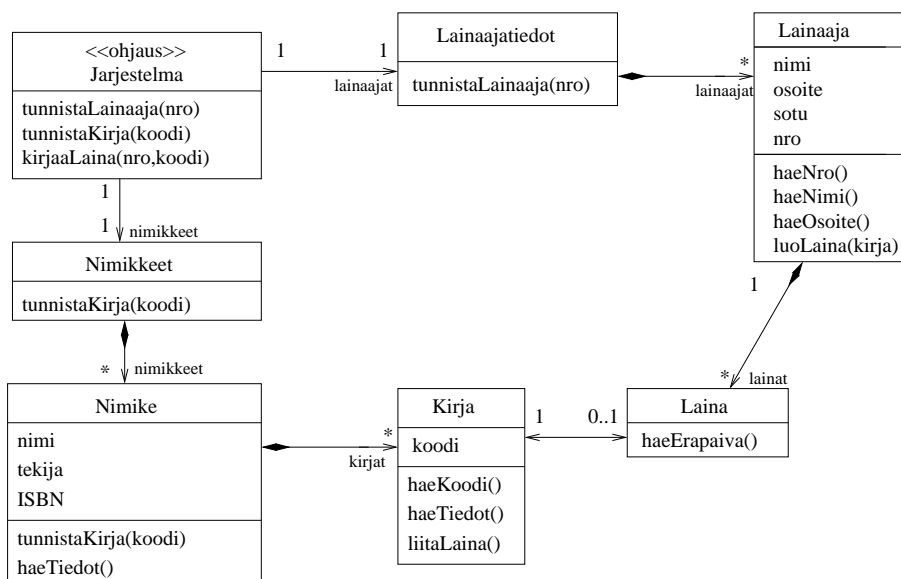 <<ohjaus>>
Jarjestelma
tunnistaLainaaja(nro)
tunnistaKirja(koodi)
kirjaaLaina(nro,koodi)
1
1
lainaajat
Lainaajatiedot
tunnistaLainaaja(nro)
*
lainaajat
Lainaaja
nimi
osoite
sotu
nro
haeNro()
haeNimi()
haeOsoite()
luoLaina(kirja)
1
1
nimikkeet
Nimikkeet
tunnistaKirja(koodi)
*
nimikkeet
Nimike
nimi
tekija
ISBN
tunnistaKirja(koodi)
haeTiedot()
*
kirjat
Kirja
koodi
haeKoodi()
haeTiedot()
liitaLaina()
1
0..1
Laina
haeErapaiva()
1
*
lainat